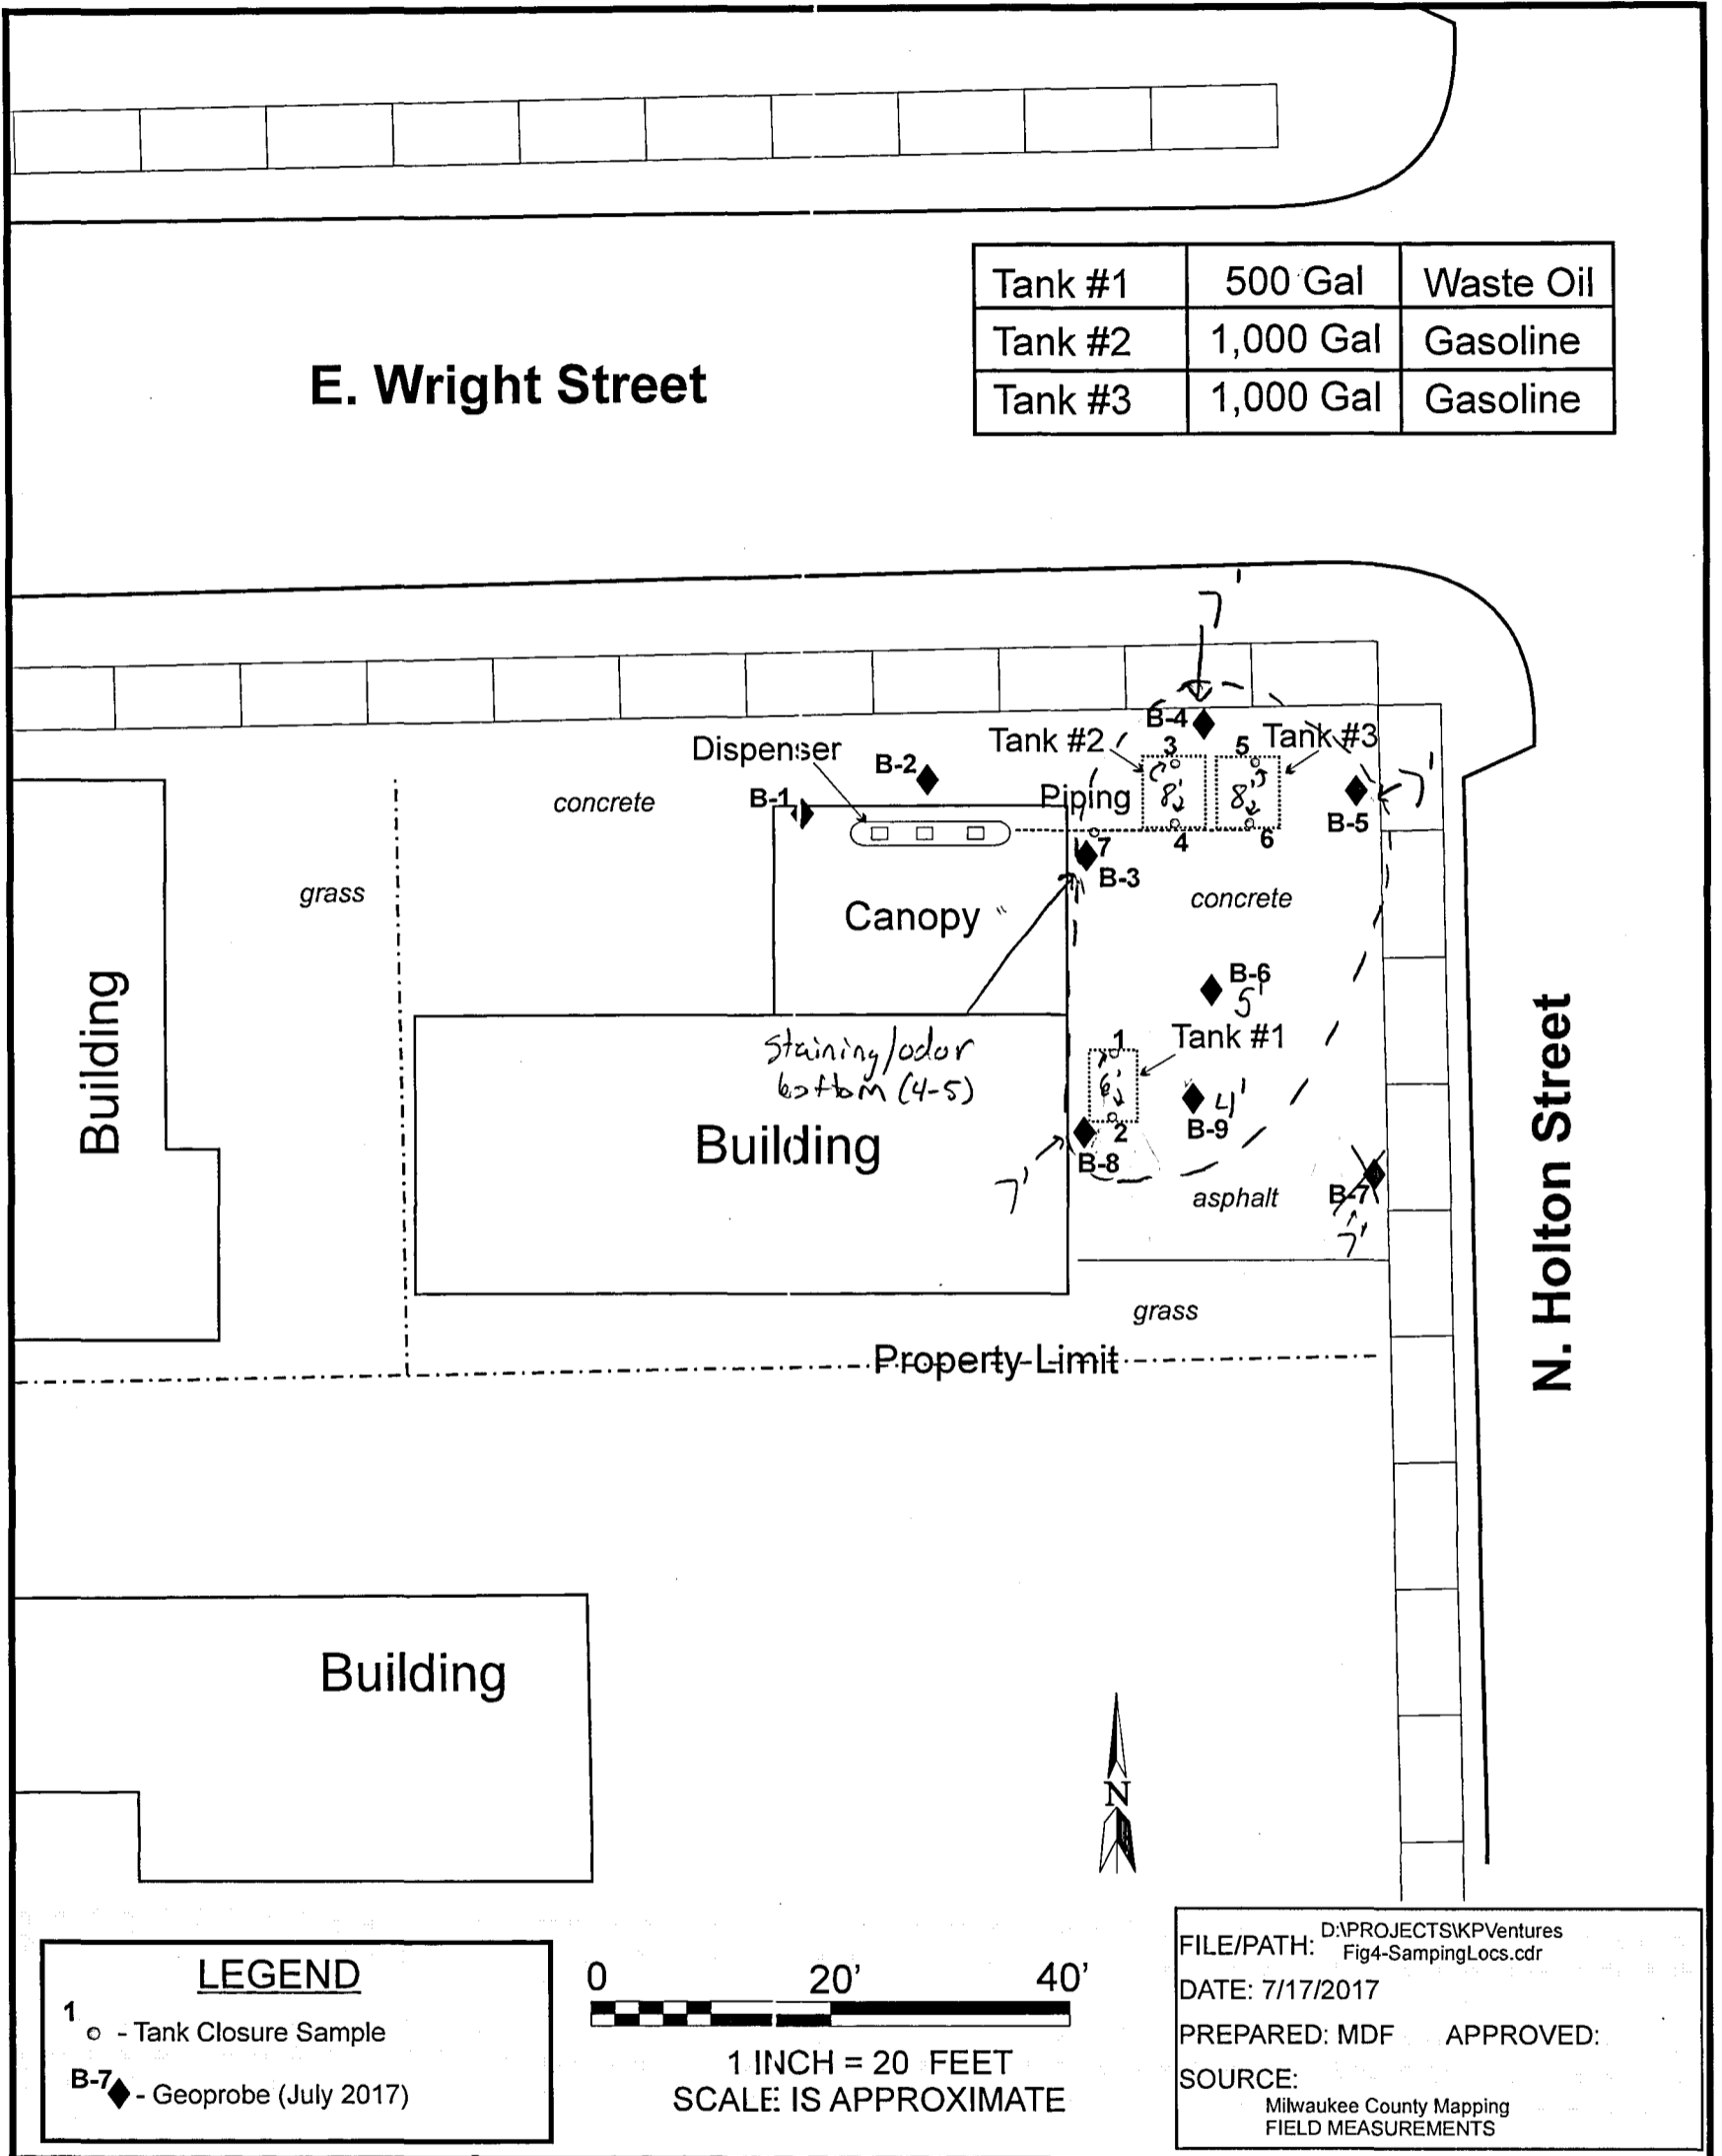 Tank #1 500 Gal Waste Oil
Tank #2 1,000 Gal Gasoline
Tank #3 1,000 Gal Gasoline
E. Wright Street
7'
B-4
Tank #2
3
5
Tank #3
Dispenser
B-2
7'
concrete
B-1
Piping
8'
8'
B-5
7
4
6
B-3
grass
concrete
Canopy
B-6
5'
Building
staining/odor
bottom (4-5)
1
Tank #1
6'
4'
Building
2
B-9
B-8
7'
asphalt
B-7
7'
N. Holton Street
grass
Property Limit
Building
N
LEGEND
1
- Tank Closure Sample
B-7
- Geoprobe (July 2017)
0 20' 40'
1 INCH = 20 FEET
SCALE IS APPROXIMATE
FILE/PATH: D:\PROJECTS\KPVentures
Fig4-SampingLocs.cdr
DATE: 7/17/2017
PREPARED: MDF APPROVED:
SOURCE:
Milwaukee County Mapping
FIELD MEASUREMENTS